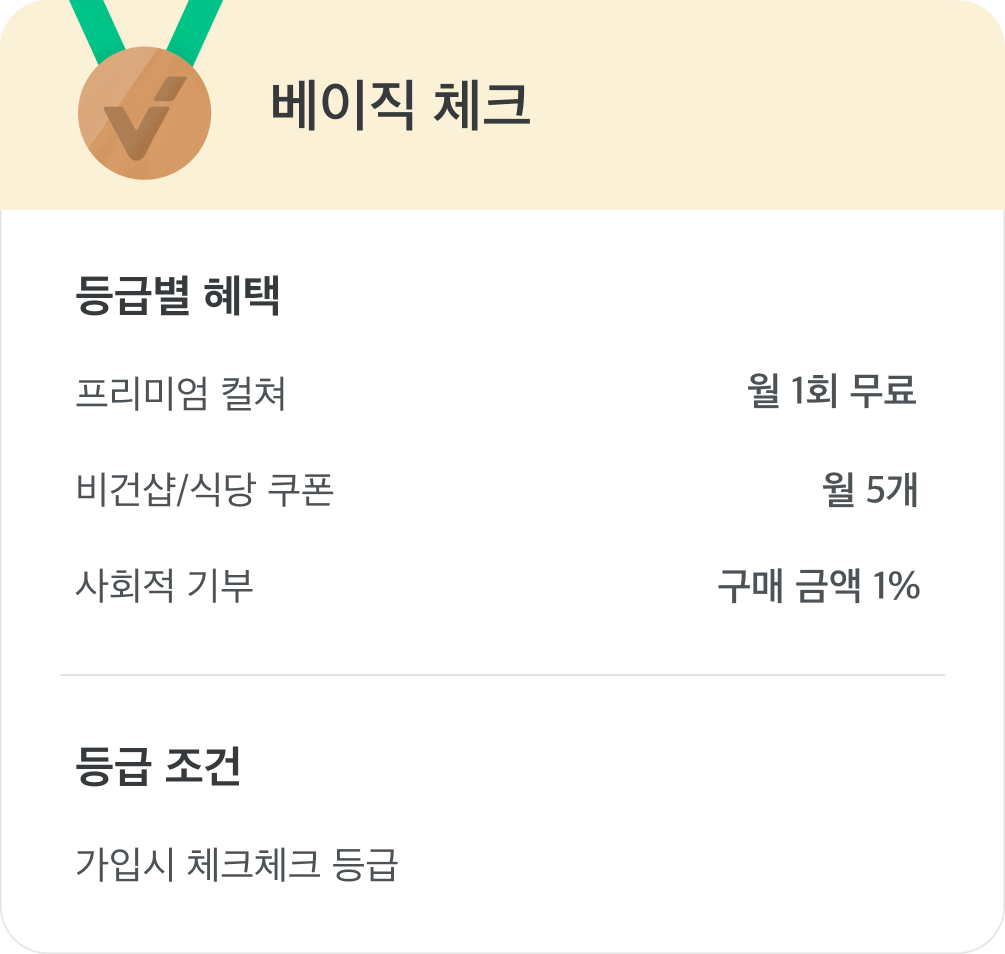 베이직 체크
등급별 혜택
프리미엄 컬쳐 월 1회 무료
비건샵/식당 쿠폰 월 5개
사회적 기부 구매 금액 1%
등급 조건
가입시 체크체크 등급